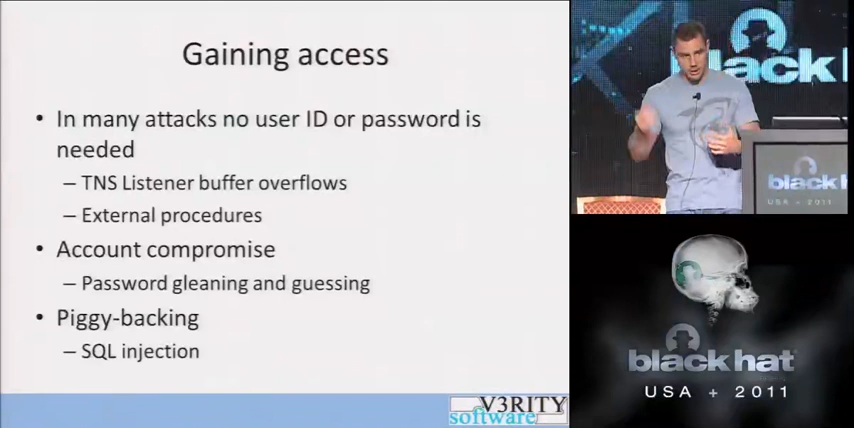 Gaining access
• In many attacks no user ID or password is
needed
– TNS Listener buffer overflows
– External procedures
• Account compromise
– Password gleaning and guessing
• Piggy-backing
– SQL injection
V3RITY
software
black h
black h
USA + 2011
black hat
USA + 2011